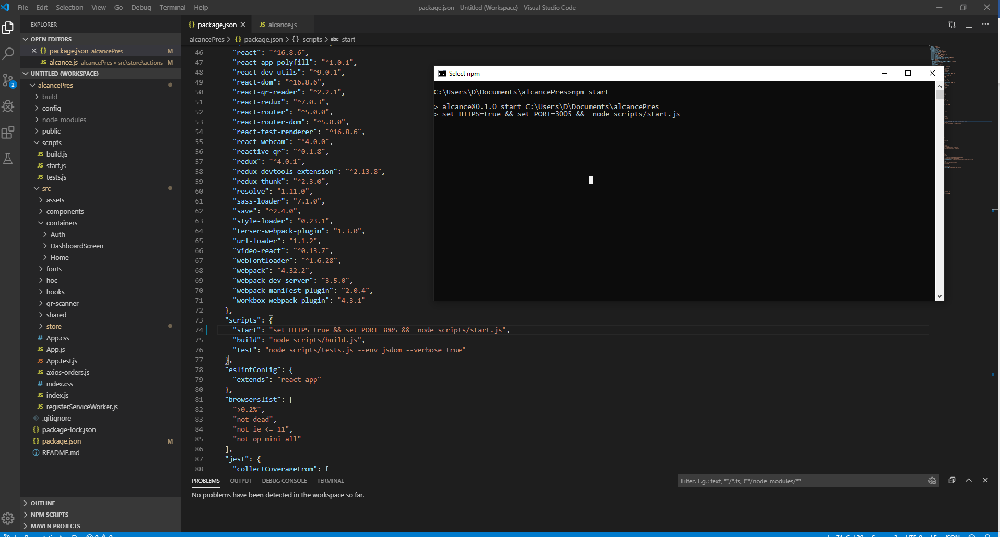 File Edit Selection View Go Debug Terminal Help
package.json - Untitled (Workspace) - Visual Studio Code
EXPLORER
OPEN EDITORS
package.json alcancePres M
alcance.js alcancePres • src\store\actions M
UNTITLED (WORKSPACE)
2
alcancePres
build
config
node_modules
public
scripts
JS build.js
JS start.js
JS tests.js
src
assets
components
containers
Auth
DashboardScreen
Home
fonts
hoc
hooks
qr-scanner
shared
store
# App.css
JS App.js
JS App.test.js
JS axios-orders.js
# index.css
JS index.js
JS registerServiceWorker.js
.gitignore
{} package-lock.json
{} package.json M
README.md
OUTLINE
NPM SCRIPTS
MAVEN PROJECTS
{} package.json JS alcance.js
alcancePres > {} package.json > {} scripts > abc start
46 "react": "^16.8.6",
47 "react-app-polyfill": "^1.0.1",
48 "react-dev-utils": "^9.0.1",
49 "react-dom": "^16.8.6",
50 "react-qr-reader": "^2.2.1",
51 "react-redux": "^7.0.3",
52 "react-router": "^5.0.0",
53 "react-router-dom": "^5.0.0",
54 "react-test-renderer": "^16.8.6",
55 "react-webcam": "^4.0.0",
56 "reactive-qr": "^0.1.8",
57 "redux": "^4.0.1",
58 "redux-devtools-extension": "^2.13.8",
59 "redux-thunk": "^2.3.0",
60 "resolve": "1.11.0",
61 "sass-loader": "7.1.0",
62 "save": "^2.4.0",
63 "style-loader": "0.23.1",
64 "terser-webpack-plugin": "1.3.0",
65 "url-loader": "1.1.2",
66 "video-react": "^0.13.7",
67 "webfontloader": "^1.6.28",
68 "webpack": "4.32.2",
69 "webpack-dev-server": "3.5.0",
70 "webpack-manifest-plugin": "2.0.4",
71 "workbox-webpack-plugin": "4.3.1"
72 },
73 "scripts": {
74 "start": "set HTTPS=true && set PORT=3005 &&  node scripts/start.js",
75 "build": "node scripts/build.js",
76 "test": "node scripts/tests.js --env=jsdom --verbose=true"
77 },
78 "eslintConfig": {
79 "extends": "react-app"
80 },
81 "browserslist": [
82 ">0.2%",
83 "not dead",
84 "not ie <= 11",
85 "not op_mini all"
86 ],
87 "jest": {
88 "collectCoverageFrom": [
Select npm
C:\Users\D\Documents\alcancePres>npm start
> alcance@0.1.0 start C:\Users\D\Documents\alcancePres
> set HTTPS=true && set PORT=3005 &&  node scripts/start.js
PROBLEMS OUTPUT DEBUG CONSOLE TERMINAL
Filter. E.g.: text, **/*.ts, !**/node_modules/**
No problems have been detected in the workspace so far.